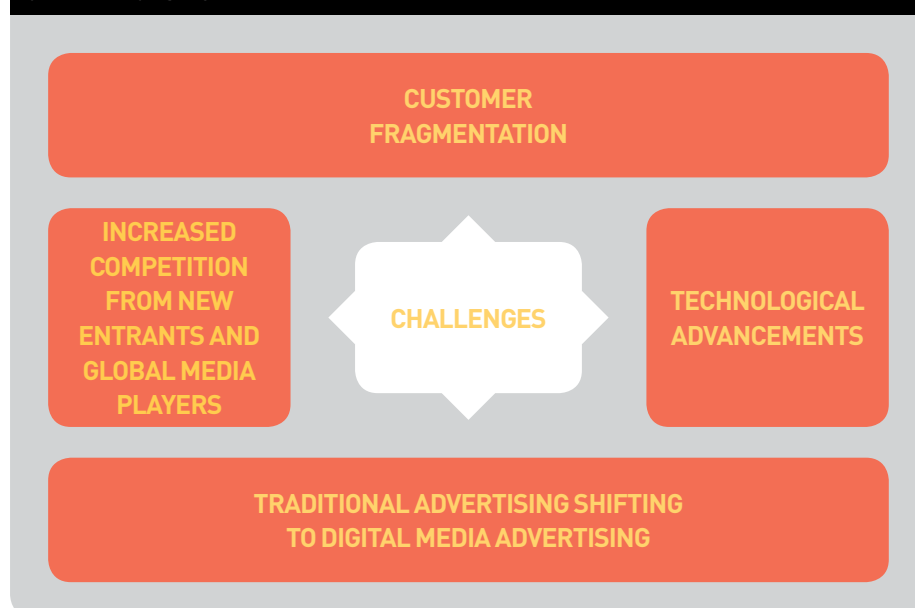 CUSTOMER
FRAGMENTATION
INCREASED
COMPETITION
FROM NEW
ENTRANTS AND
GLOBAL MEDIA
PLAYERS
CHALLENGES
TECHNOLOGICAL
ADVANCEMENTS
TRADITIONAL ADVERTISING SHIFTING
TO DIGITAL MEDIA ADVERTISING